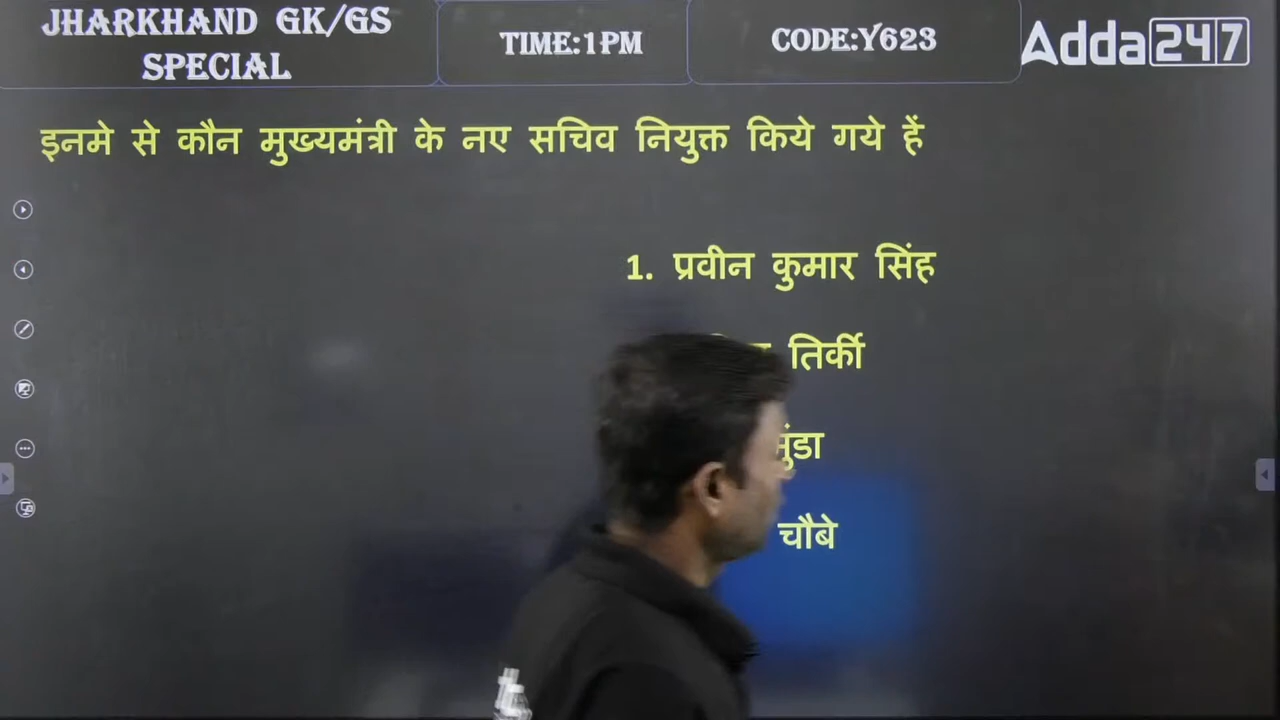 JHARKHAND GK/GS
SPECIAL
TIME:1PM
CODE:Y623
Adda247
इनमे से कौन मुख्यमंत्री के नए सचिव नियुक्त किये गये हें
1. प्रवीन कुमार सिंह
तिर्की
मुंडा
चौबे